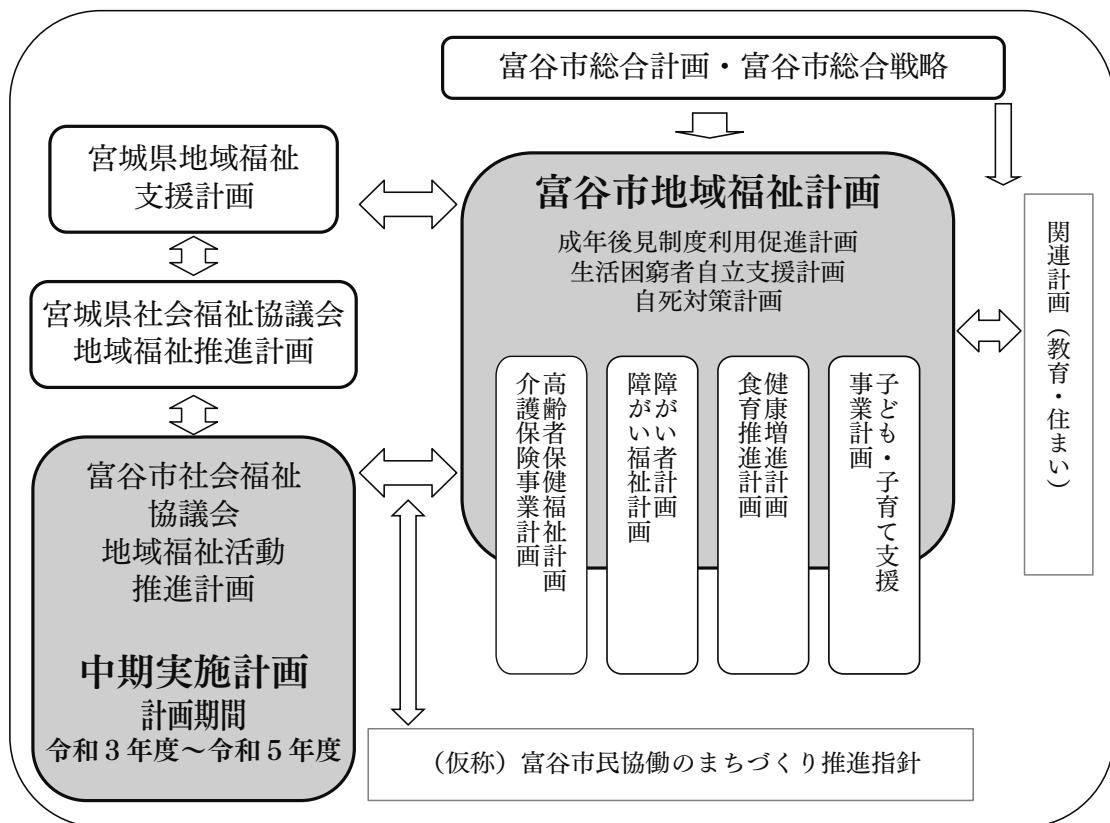 富谷市総合計画・富谷市総合戦略
宮城県地域福祉
支援計画
富谷市地域福祉計画
成年後見制度利用促進計画
生活困窮者自立支援計画
自死対策計画
関連計画（教育・住まい）
宮城県社会福祉協議会
地域福祉推進計画
高齢者保健福祉計画
介護保険事業計画
障がい者計画
障がい福祉計画
健康増進計画
食育推進計画
子ども・子育て支援
事業計画
富谷市社会福祉
協議会
地域福祉活動
推進計画
中期実施計画
計画期間
令和３年度～令和５年度
（仮称）富谷市民協働のまちづくり推進指針